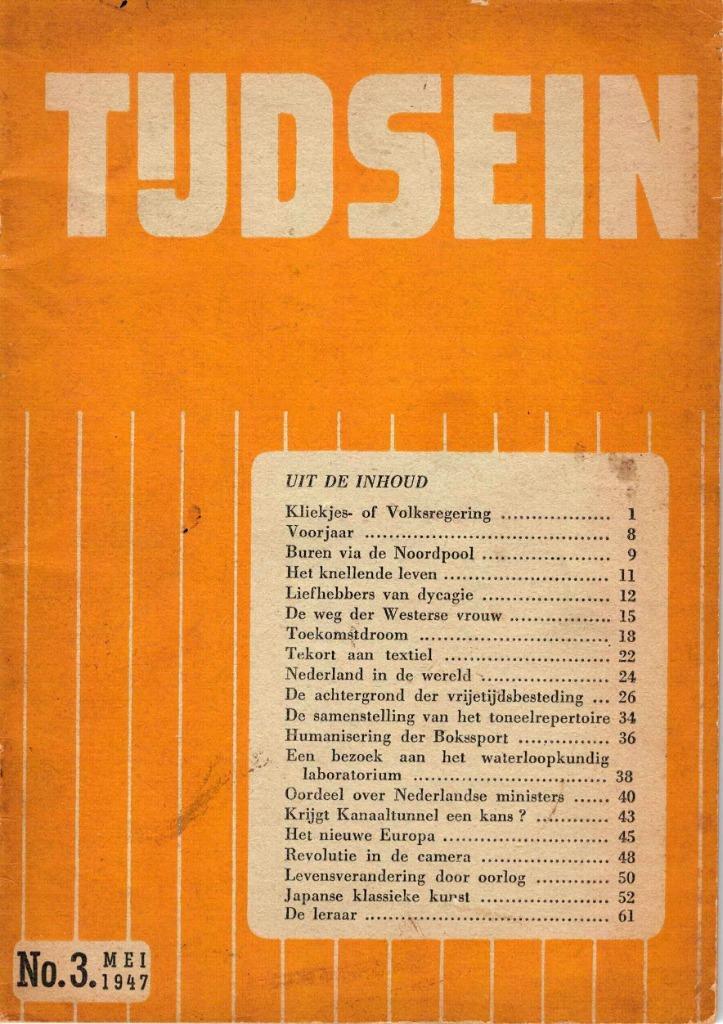 TIJDSEIN
UIT DE INHOUD
Kliekjes- of Volksregering .................. 1
Voorjaar ......................................... 8
Buren via de Noordpool ..................... 9
Het knellende leven ............................ 11
Liefhebbers van dycagie ...................... 12
De weg der Westerse vrouw ................. 15
Toekomstdroom ................................ 18
Tekort aan textiel ............................ 22
Nederland in de wereld ...................... 24
De achtergrond der vrijetijdsbesteding ... 26
De samenstelling van het toneelrepertoire 34
Humanisering der Bokssport ............... 36
Een bezoek aan het waterloopkundig
laboratorium ................................. 38
Oordeel over Nederlandse ministers ...... 40
Krijgt Kanaaltunnel een kans ? ............ 43
Het nieuwe Europa ............................ 45
Revolutie in de camera ...................... 48
Levensverandering door oorlog ............ 50
Japanse klassieke kunst ...................... 52
De leraar ......................................... 61
No. 3. MEI
1947